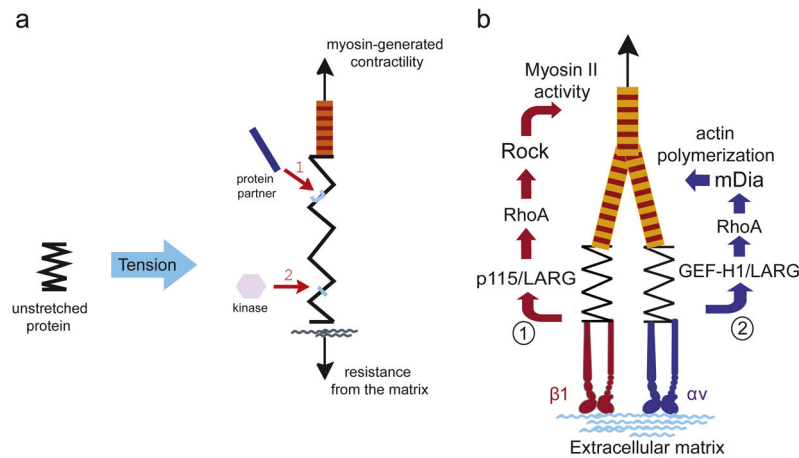 a
myosin-generated
contractility
1
protein
partner
Tension
2
kinase
unstretched
protein
resistance
from the matrix
b
Myosin II
activity
actin
polymerization
Rock
mDia
RhoA
RhoA
p115/LARG
GEF-H1/LARG
1
2
β1
αv
Extracellular matrix